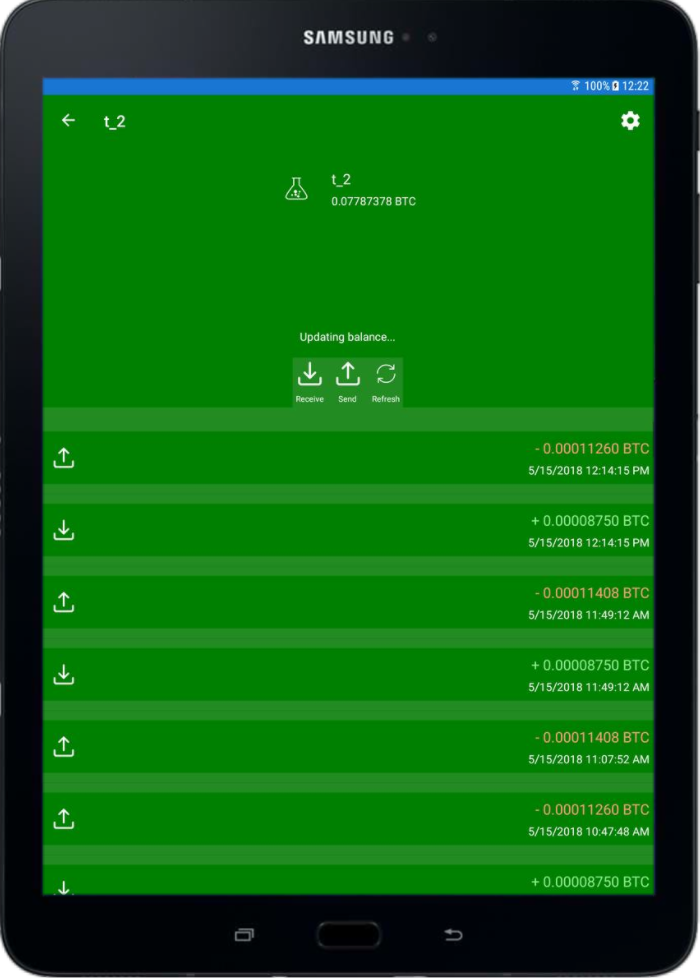 SAMSUNG
100% 12:22
t_2
t_2
0.07787378 BTC
Updating balance...
Receive Send Refresh
- 0.00011260 BTC
5/15/2018 12:14:15 PM
+ 0.00008750 BTC
5/15/2018 12:14:15 PM
- 0.00011408 BTC
5/15/2018 11:49:12 AM
+ 0.00008750 BTC
5/15/2018 11:49:12 AM
- 0.00011408 BTC
5/15/2018 11:07:52 AM
- 0.00011260 BTC
5/15/2018 10:47:48 AM
+ 0.00008750 BTC